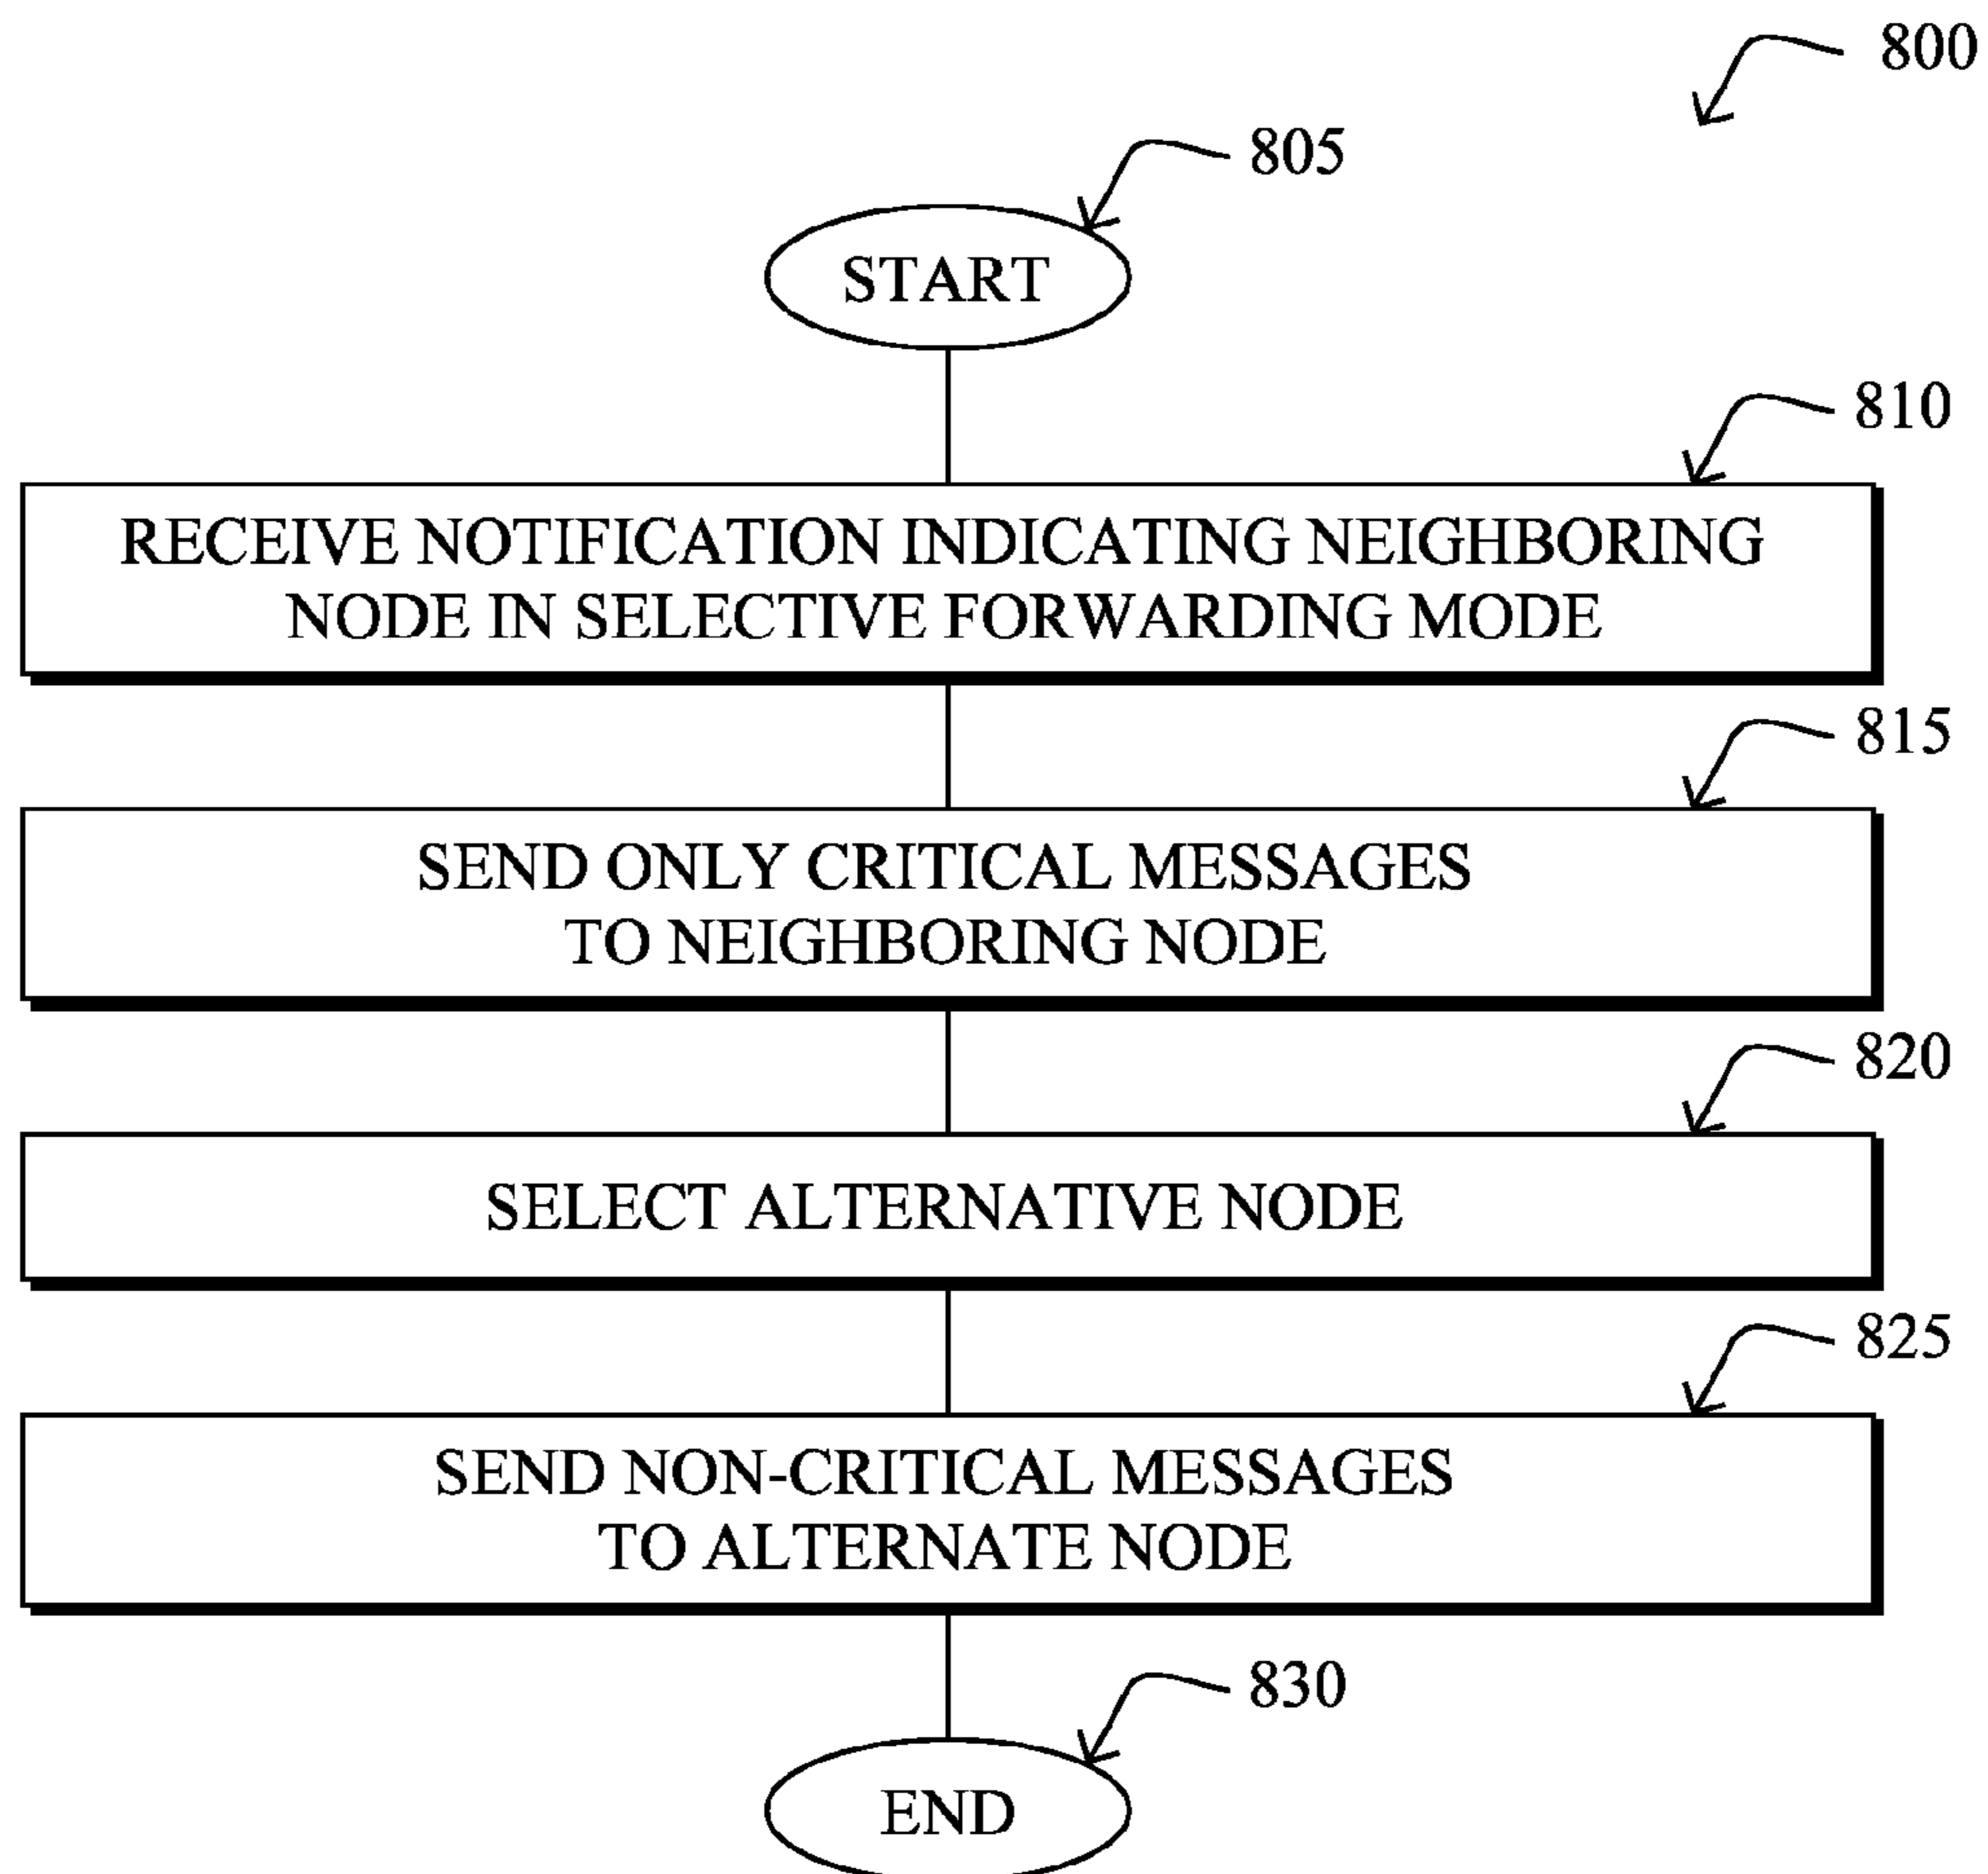 800
805
START
810
RECEIVE NOTIFICATION INDICATING NEIGHBORING
NODE IN SELECTIVE FORWARDING MODE
815
SEND ONLY CRITICAL MESSAGES
TO NEIGHBORING NODE
820
SELECT ALTERNATIVE NODE
825
SEND NON-CRITICAL MESSAGES
TO ALTERNATE NODE
830
END